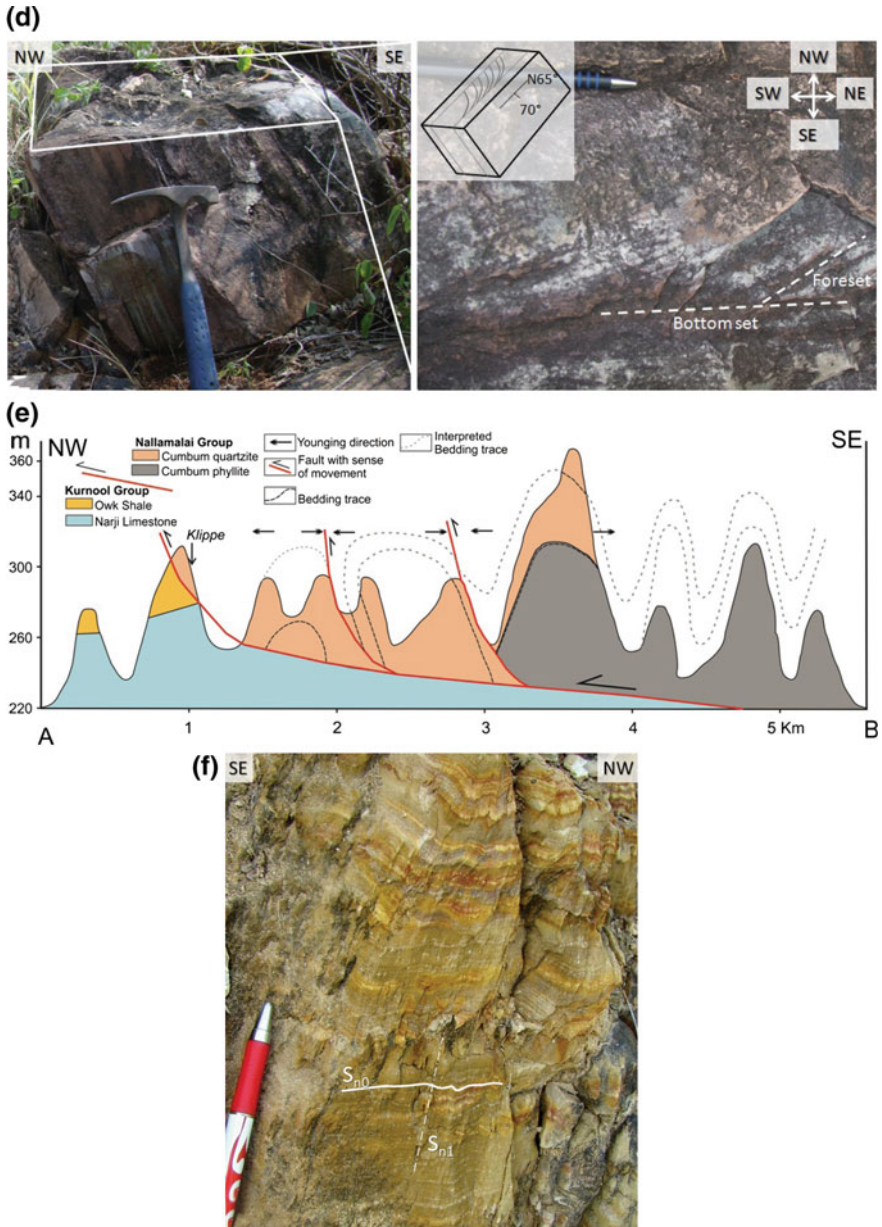 (d)
NW SE
N65°
70°
NW
SW NE
SE
Foreset
Bottom set
(e)
m NW SE
Nallamalai Group
Cumbum quartzite
Cumbum phyllite
Kurnool Group
Owk Shale
Narji Limestone
Younging direction
Fault with sense
of movement
Bedding trace
Interpreted
Bedding trace
Klippe
360
340
300
260
220
A 1 2 3 4 5 Km B
(f)
SE NW
Sn0
Sn1